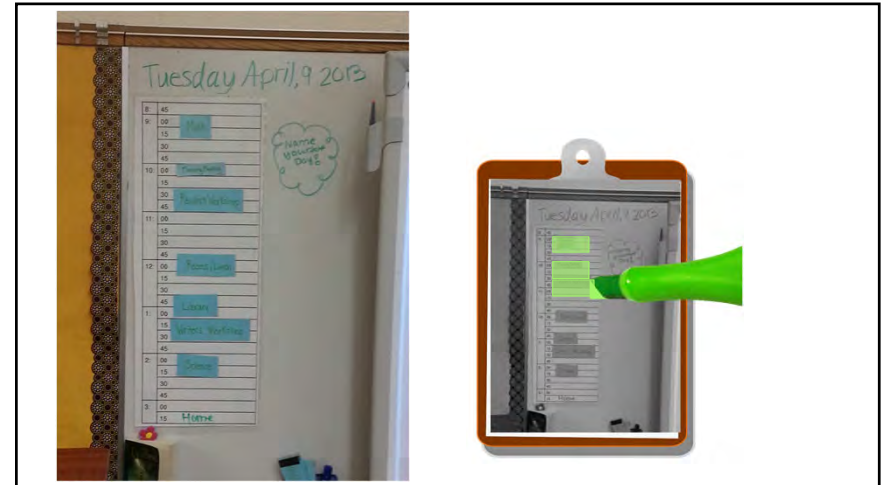 Tuesday April,9 2013
8: 45
9: 00
Math
15
30
45
10: 00
15
30
Readers Workshop
45
11: 00
15
30
45
12 00
Recess/Lunch
15
30
45
Library
1: 00
15
Writers Workshop
30
45
2: 00
Science
15
30
45
3: 00
15 Home
Name
Your
Day!
Tuesday April,9 2013